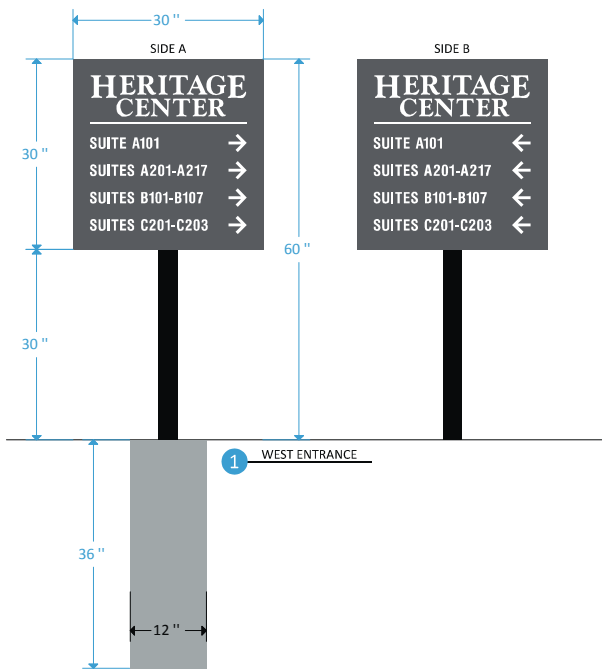 30 "
SIDE A
SIDE B
HERITAGE
CENTER
SUITE A101 →
SUITES A201-A217 →
SUITES B101-B107 →
SUITES C201-C203 →
HERITAGE
CENTER
SUITE A101 ←
SUITES A201-A217 ←
SUITES B101-B107 ←
SUITES C201-C203 ←
30 "
60 "
30 "
1 WEST ENTRANCE
36 "
12 "